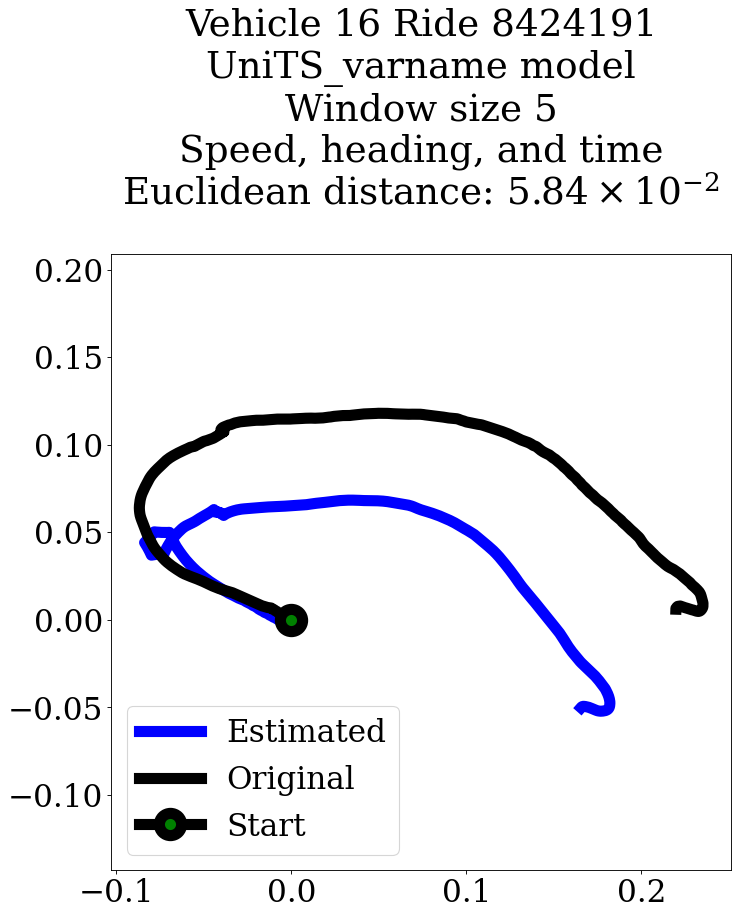 Vehicle 16 Ride 8424191
UniTS_varname model
Window size 5
Speed, heading, and time
Euclidean distance: 5.84 × 10⁻²
0.20
0.15
0.10
0.05
0.00
−0.05
−0.10
Estimated
Original
Start
−0.1
0.0
0.1
0.2